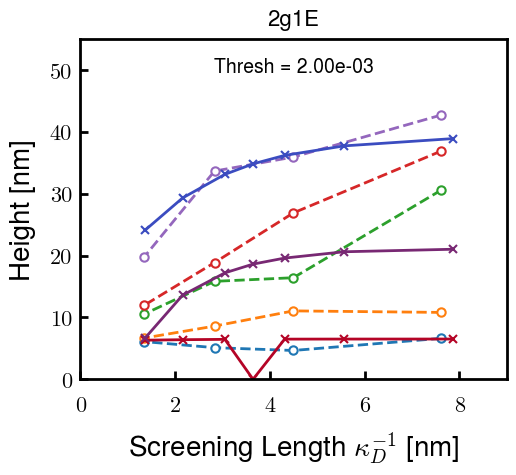 2g1E
Thresh = 2.00e-03
50
40
30
20
10
0
0 2 4 6 8
Height [nm]
Screening Length $\kappa_D^{-1}$ [nm]